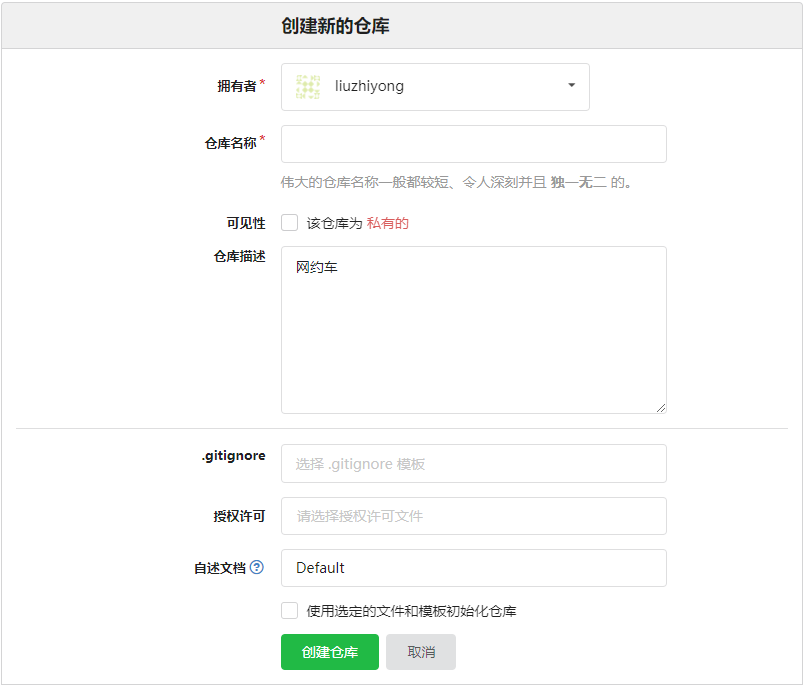 创建新的仓库
拥有者* liuzhiyong
仓库名称*
伟大的仓库名称一般都较短、令人深刻并且 独一无二 的。
可见性 该仓库为 私有的
仓库描述 网约车
.gitignore 选择 .gitignore 模板
授权许可 请选择授权许可文件
自述文档 ? Default
使用选定的文件和模板初始化仓库
创建仓库 取消